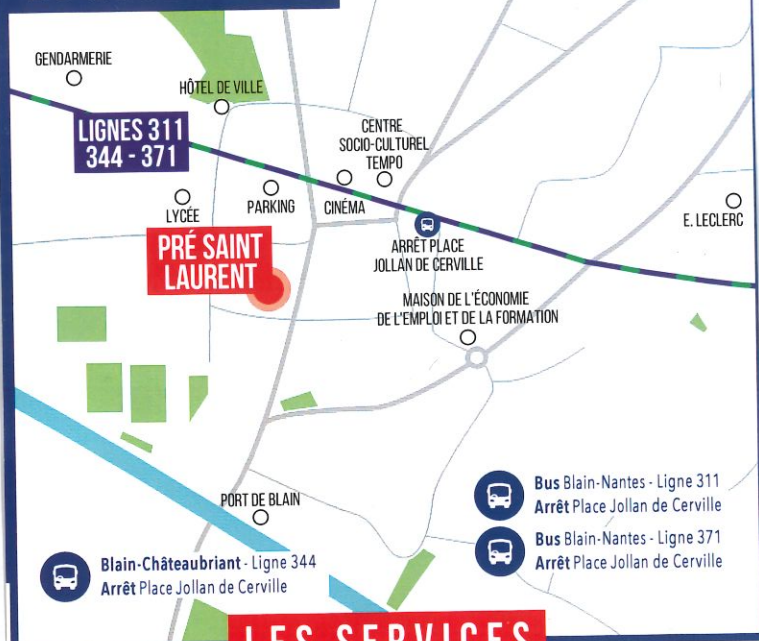 GENDARMERIE
HÔTEL DE VILLE
LIGNES 311
344 - 371
CENTRE
SOCIO-CULTUREL
TEMPO
LYCÉE
PARKING
CINÉMA
E. LECLERC
PRÉ SAINT
LAURENT
ARRÊT PLACE
JOLLAN DE CERVILLE
MAISON DE L'ÉCONOMIE
DE L'EMPLOI ET DE LA FORMATION
PORT DE BLAIN
Bus Blain-Nantes - Ligne 311
Arrêt Place Jollan de Cerville
Bus Blain-Nantes - Ligne 371
Arrêt Place Jollan de Cerville
Blain-Châteaubriant - Ligne 344
Arrêt Place Jollan de Cerville
LES SERVICES